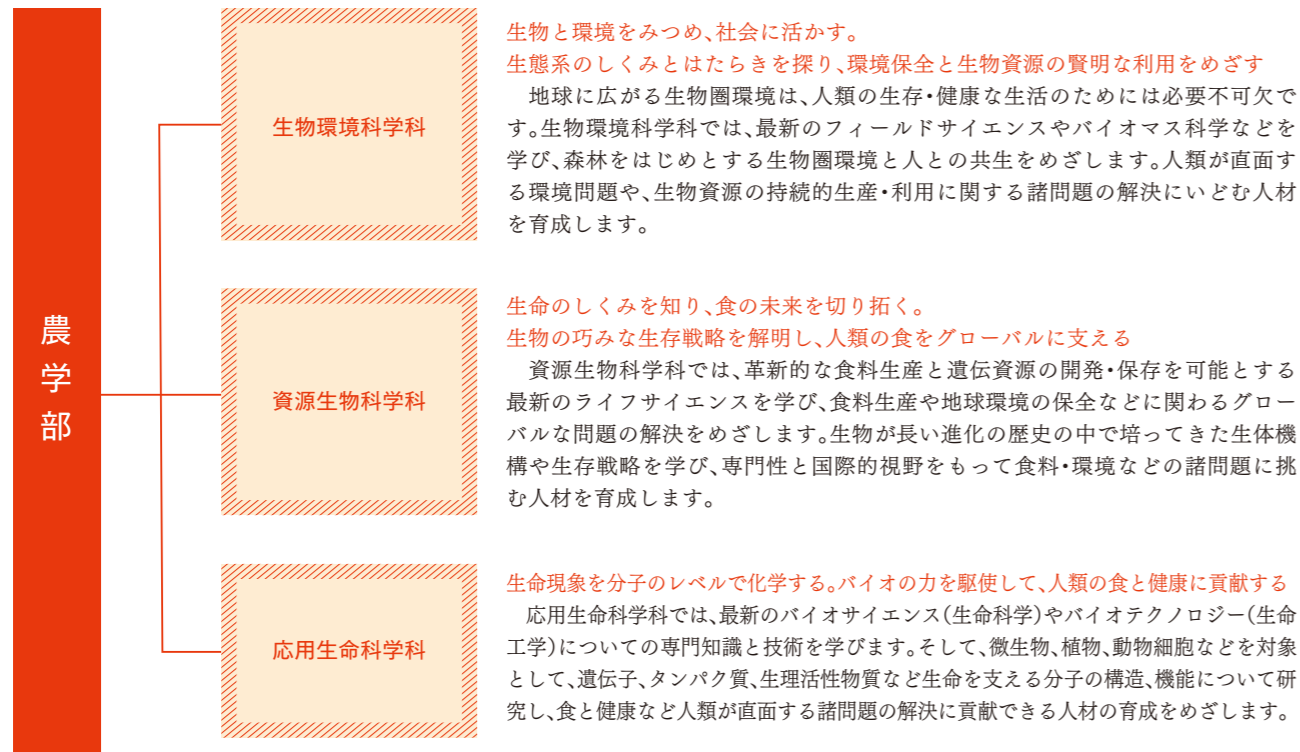 農学部
生物環境科学科
生物と環境をみつめ、社会に活かす。
生態系のしくみとはたらきを探り、環境保全と生物資源の賢明な利用をめざす
　地球に広がる生物圏環境は、人類の生存・健康な生活のためには必要不可欠で
す。生物環境科学科では、最新のフィールドサイエンスやバイオマス科学などを
学び、森林をはじめとする生物圏環境と人との共生をめざします。人類が直面す
る環境問題や、生物資源の持続的生産・利用に関する諸問題の解決にいどむ人材
を育成します。
資源生物科学科
生命のしくみを知り、食の未来を切り拓く。
生物の巧みな生存戦略を解明し、人類の食をグローバルに支える
　資源生物科学科では、革新的な食料生産と遺伝資源の開発・保存を可能とする
最新のライフサイエンスを学び、食料生産や地球環境の保全などに関わるグロー
バルな問題の解決をめざします。生物が長い進化の歴史の中で培ってきた生体機
構や生存戦略を学び、専門性と国際的視野をもって食料・環境などの諸問題に挑
む人材を育成します。
応用生命科学科
生命現象を分子のレベルで化学する。バイオの力を駆使して、人類の食と健康に貢献する
　応用生命科学科では、最新のバイオサイエンス(生命科学)やバイオテクノロジー(生命
工学)についての専門知識と技術を学びます。そして、微生物、植物、動物細胞などを対象
として、遺伝子、タンパク質、生理活性物質など生命を支える分子の構造、機能について研
究し、食と健康など人類が直面する諸問題の解決に貢献できる人材の育成をめざします。